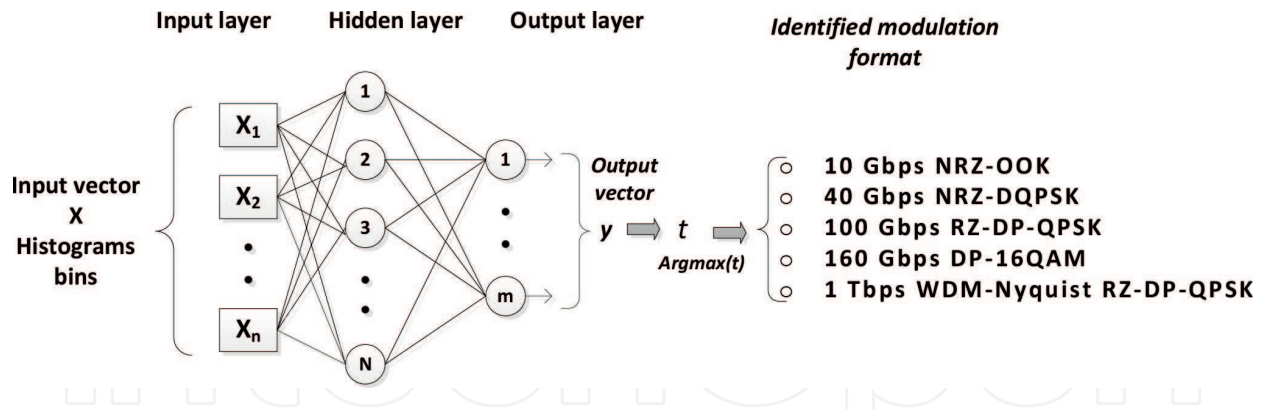 Input layer
Hidden layer
Output layer
Identified modulation
format
Input vector
X
Histograms
bins
X1
X2
Xn
1
2
3
N
1
m
Output
vector
y
t
Argmax(t)
10 Gbps NRZ-OOK
40 Gbps NRZ-DQPSK
100 Gbps RZ-DP-QPSK
160 Gbps DP-16QAM
1 Tbps WDM-Nyquist RZ-DP-QPSK